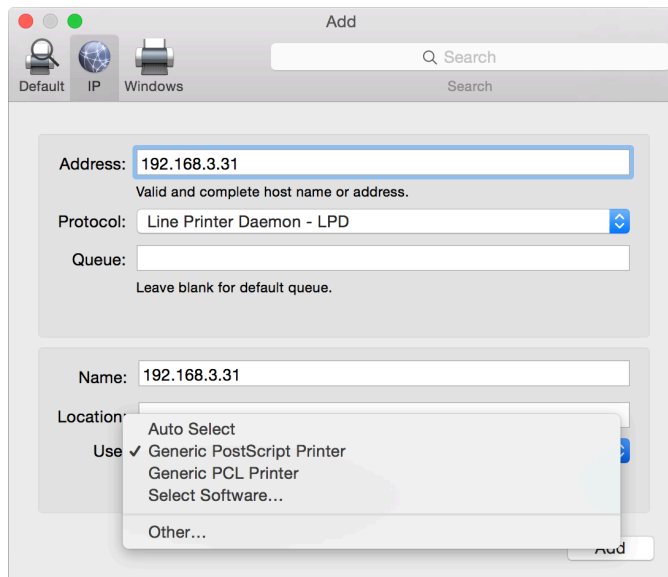 Add
Default IP Windows
Search
Search
Address: 192.168.3.31
Valid and complete host name or address.
Protocol: Line Printer Daemon - LPD
Queue:
Leave blank for default queue.
Name: 192.168.3.31
Location:
Auto Select
Use ✓ Generic PostScript Printer
Generic PCL Printer
Select Software...
Other...
Add